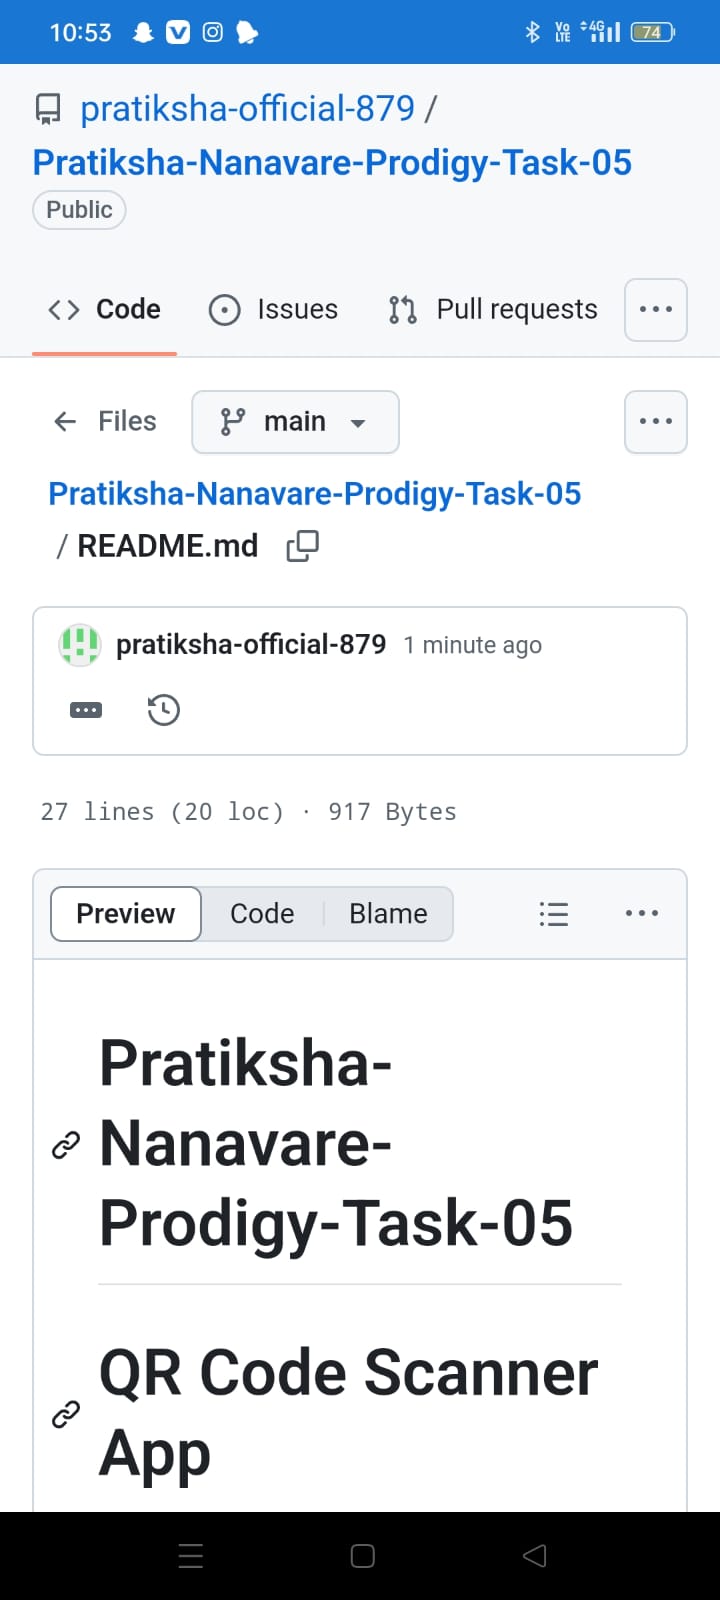 10:53 Vo LTE 4G 74
pratiksha-official-879 /
Pratiksha-Nanavare-Prodigy-Task-05
Public
Code Issues Pull requests
Files main
Pratiksha-Nanavare-Prodigy-Task-05
/ README.md
pratiksha-official-879 1 minute ago
27 lines (20 loc) · 917 Bytes
Preview Code Blame
Pratiksha-
Nanavare-
Prodigy-Task-05
QR Code Scanner
App